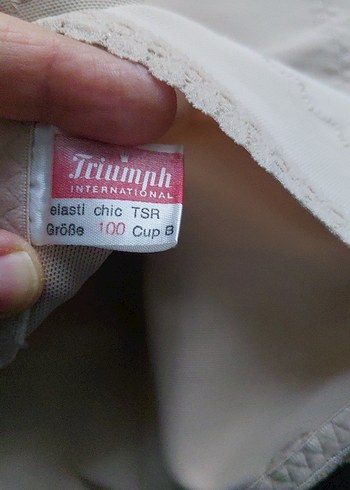 Triumph
INTERNATIONAL
elasti chic TSR
Größe 100 Cup B